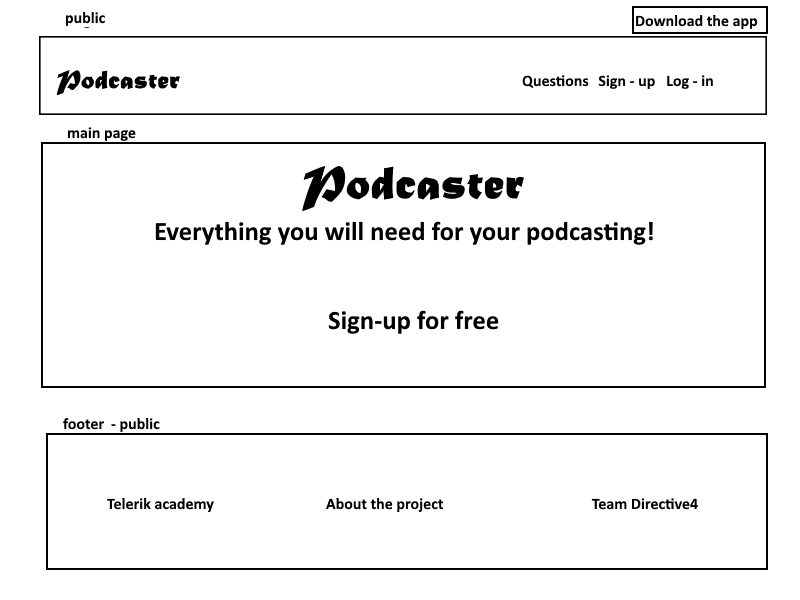 public
Download the app
Podcaster
Questions Sign - up Log - in
main page
Podcaster
Everything you will need for your podcasting!
Sign-up for free
footer - public
Telerik academy About the project Team Directive4